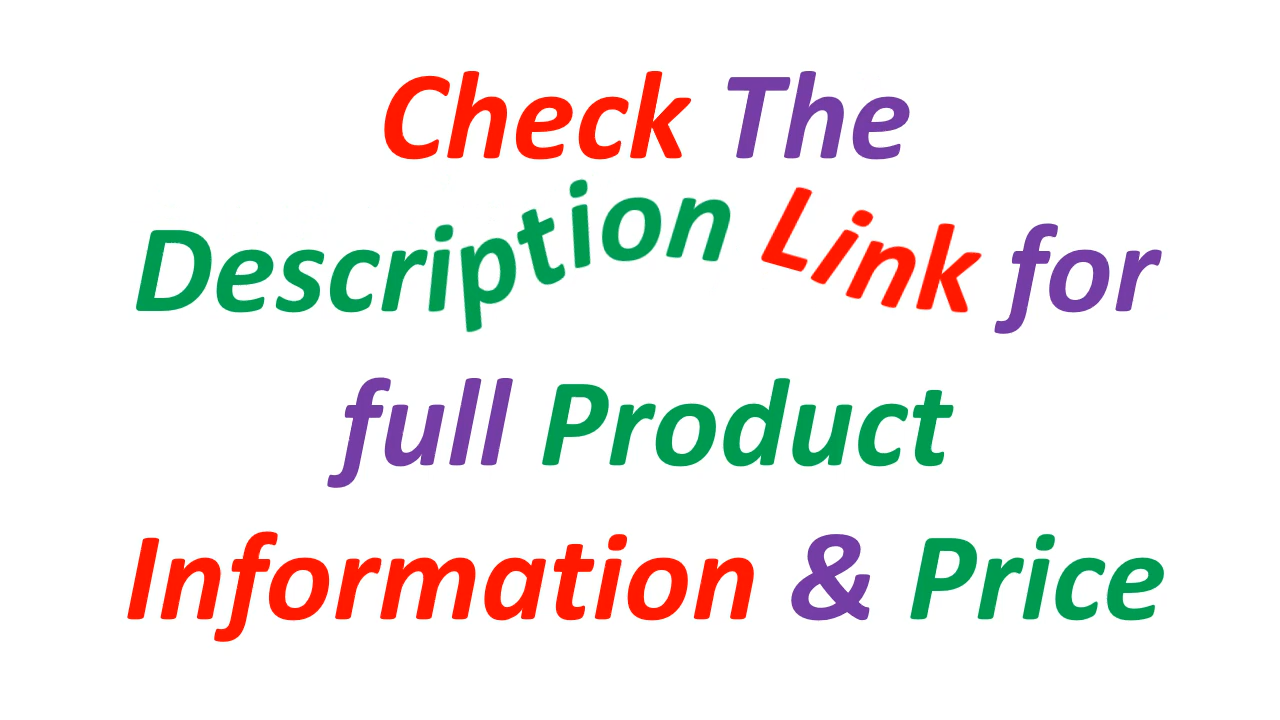 Check The
Description Link for
full Product
Information & Price